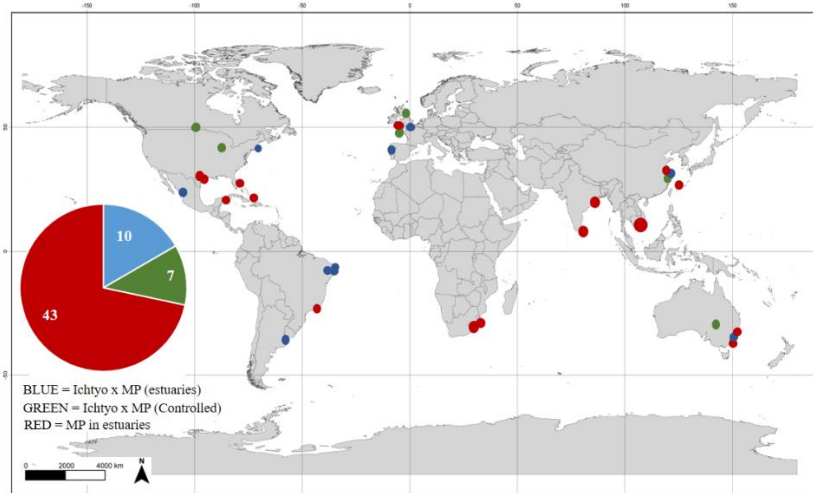 -150 -100 -50 0 50 100 150
50
0
-50
10
7
43
BLUE = Ichtyo x MP (estuaries)
GREEN = Ichtyo x MP (Controlled)
RED = MP in estuaries
0 2000 4000 km
N